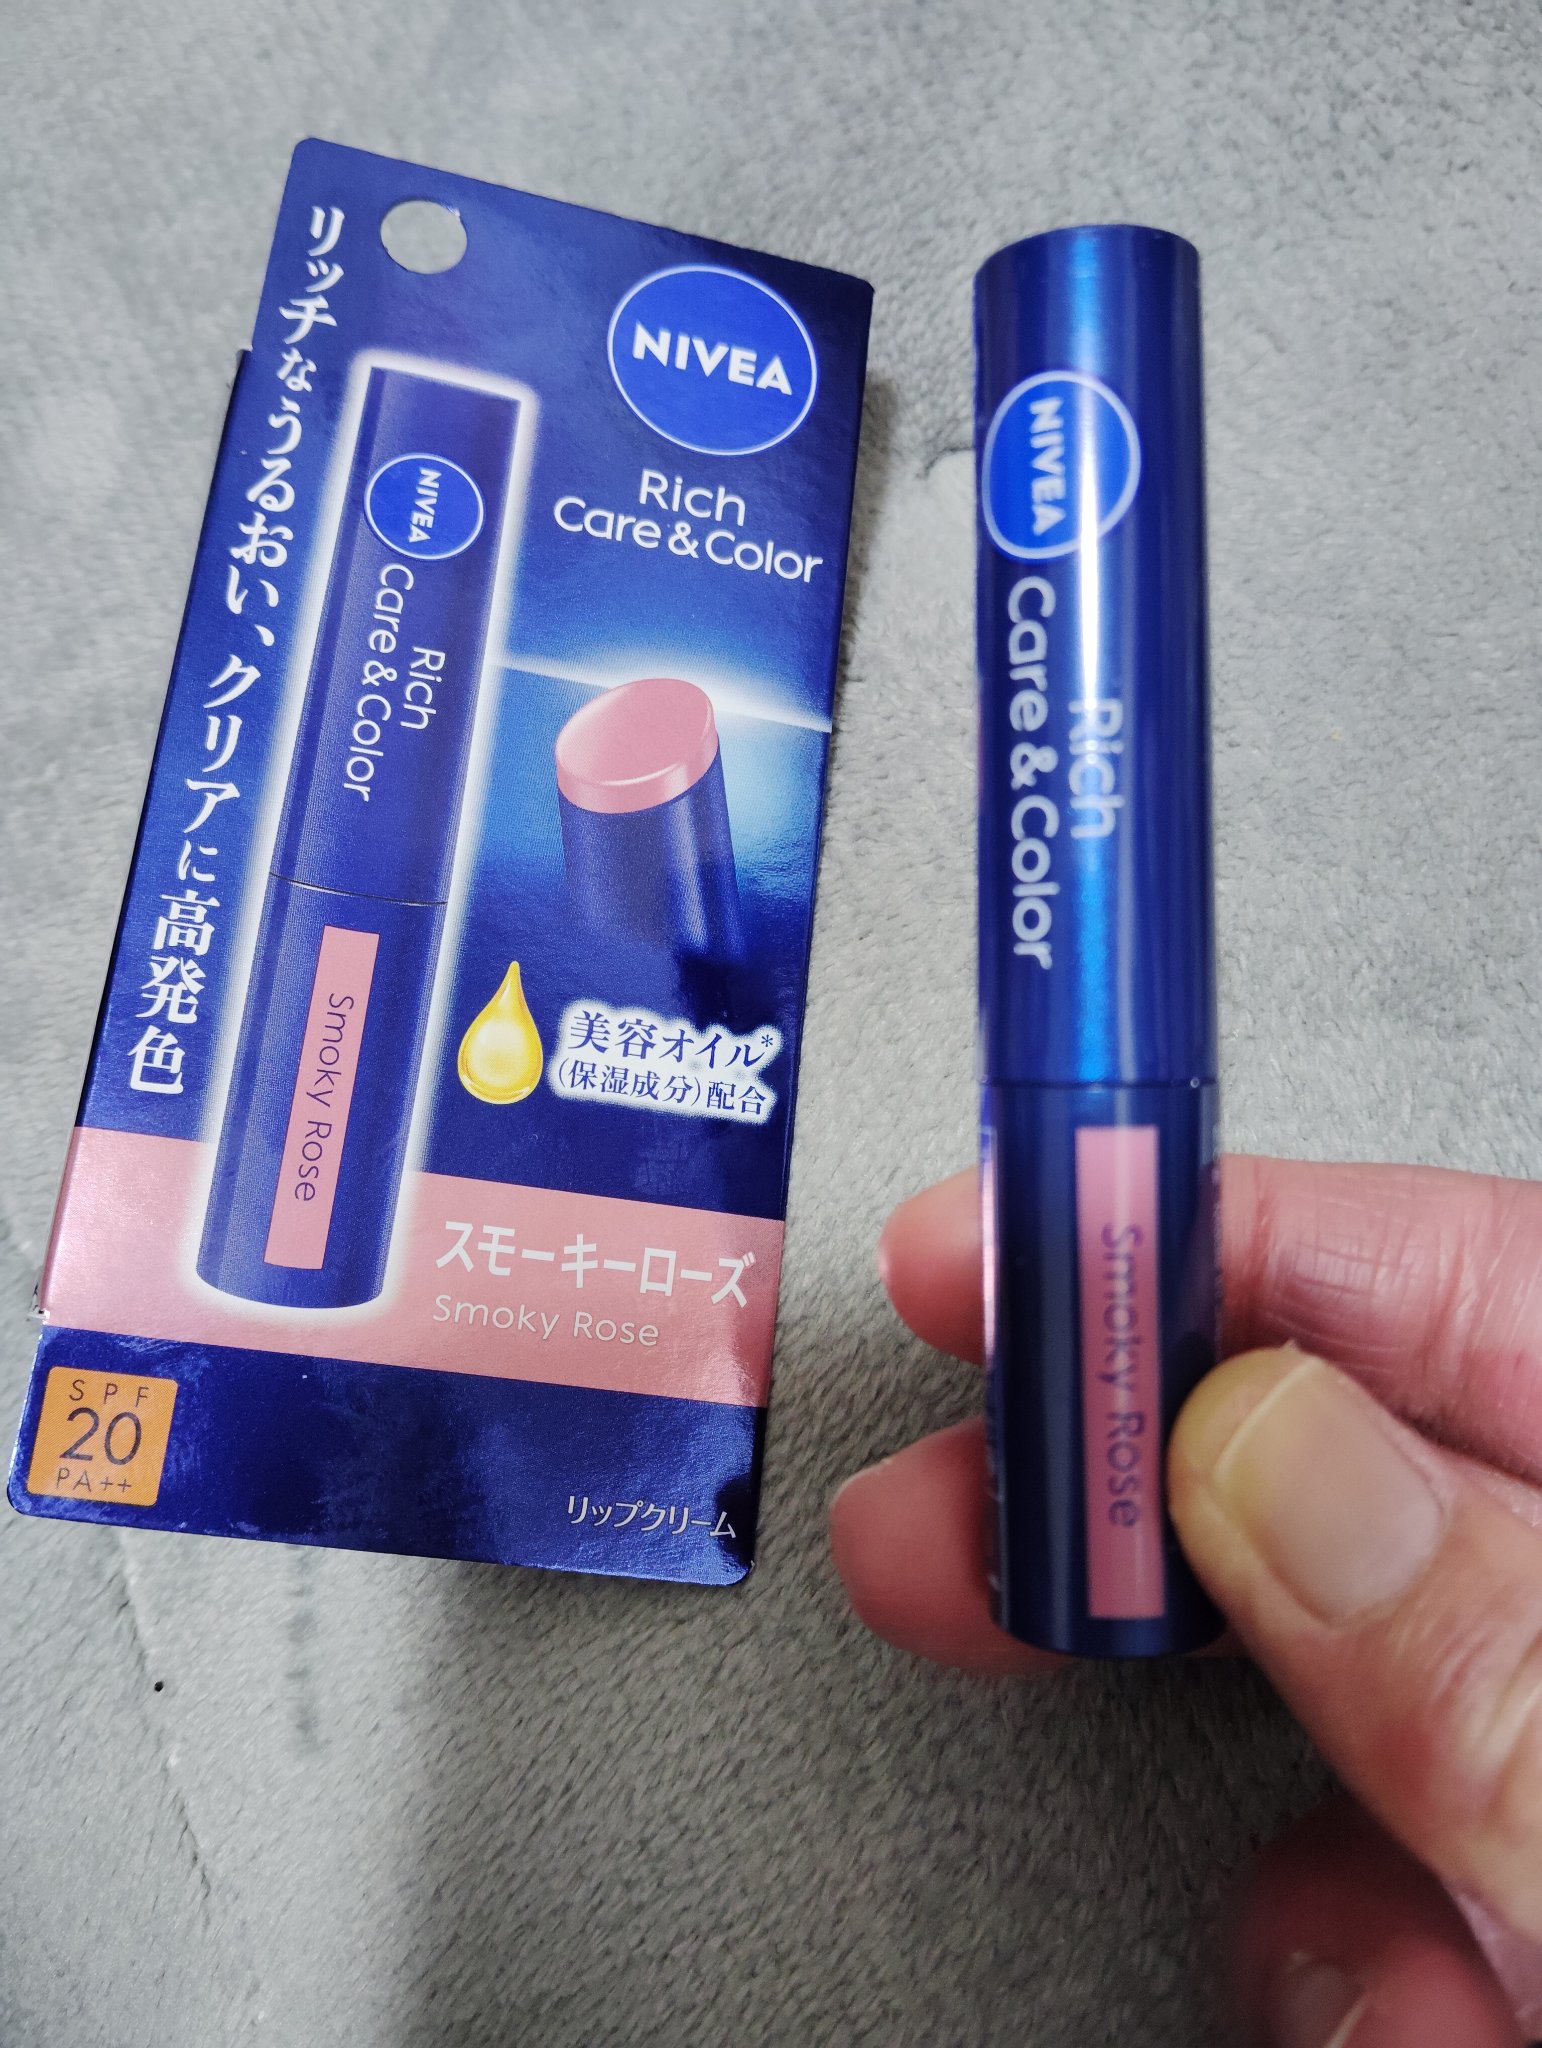 リッチなうるおい、クリアに高発色
NIVEA
Rich
Care & Color
NIVEA
Rich
Care & Color
Smoky Rose
美容オイル*
(保湿成分)配合
スモーキーローズ
Smoky Rose
SPF
20
PA++
リップクリーム
NIVEA
Rich
Care & Color
Smoky Rose